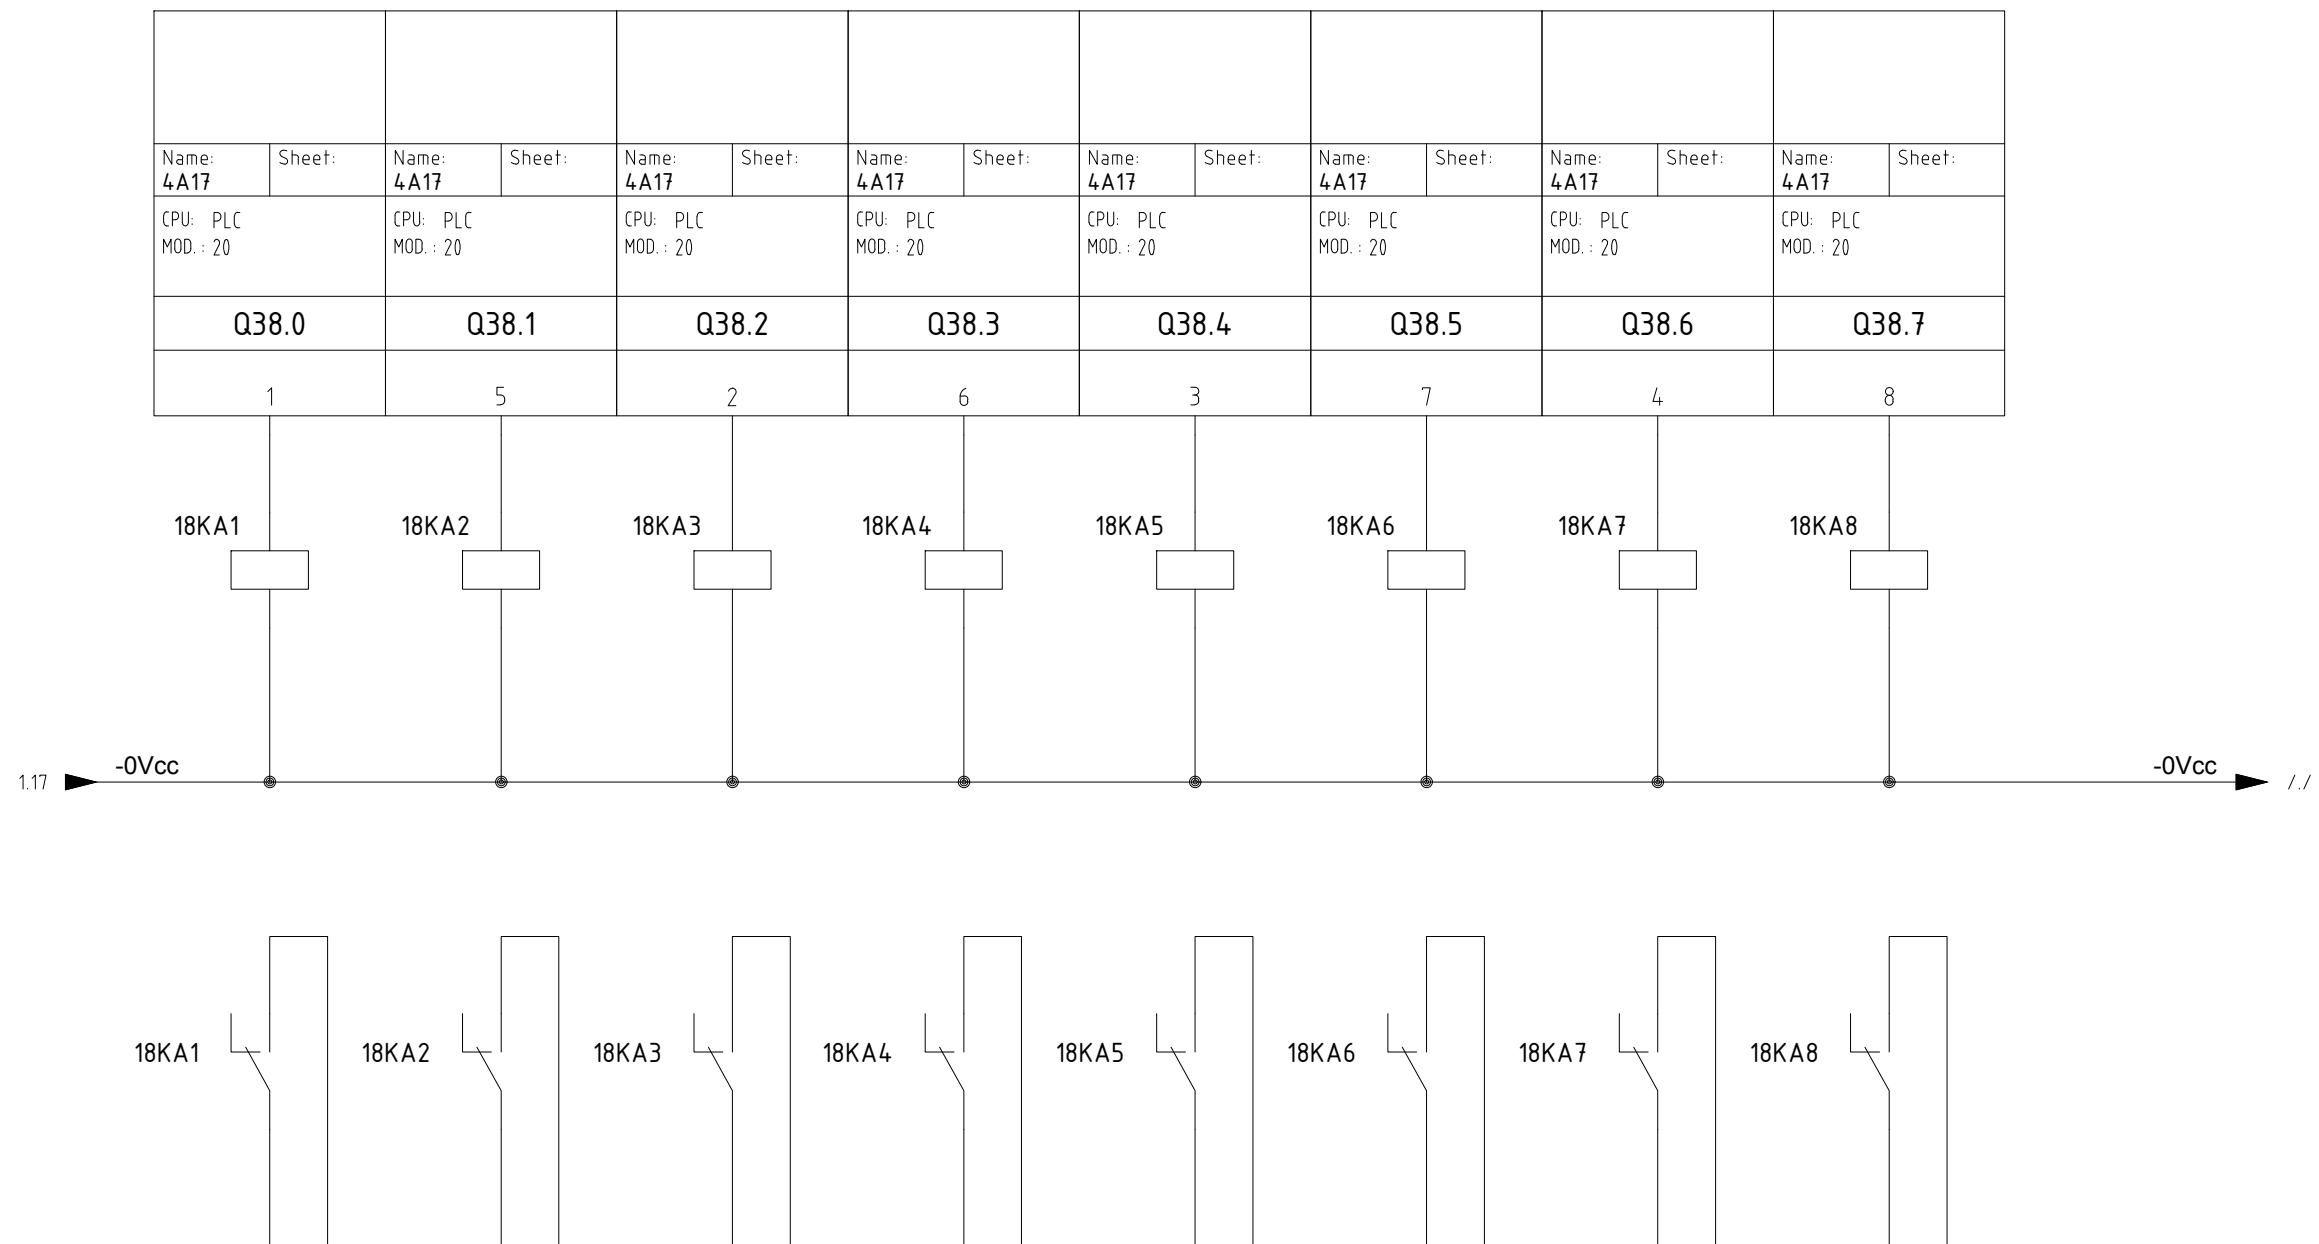 Name: Sheet: Name: Sheet: Name: Sheet: Name: Sheet: Name: Sheet: Name: Sheet: Name: Sheet: Name: Sheet:
4A17 4A17 4A17 4A17 4A17 4A17 4A17 4A17
CPU: PLC CPU: PLC CPU: PLC CPU: PLC CPU: PLC CPU: PLC CPU: PLC CPU: PLC
MOD. : 20 MOD. : 20 MOD. : 20 MOD. : 20 MOD. : 20 MOD. : 20 MOD. : 20 MOD. : 20
Q38.0 Q38.1 Q38.2 Q38.3 Q38.4 Q38.5 Q38.6 Q38.7
1 5 2 6 3 7 4 8
18KA1 18KA2 18KA3 18KA4 18KA5 18KA6 18KA7 18KA8
-0Vcc -0Vcc
1.17 /./
18KA1 18KA2 18KA3 18KA4 18KA5 18KA6 18KA7 18KA8